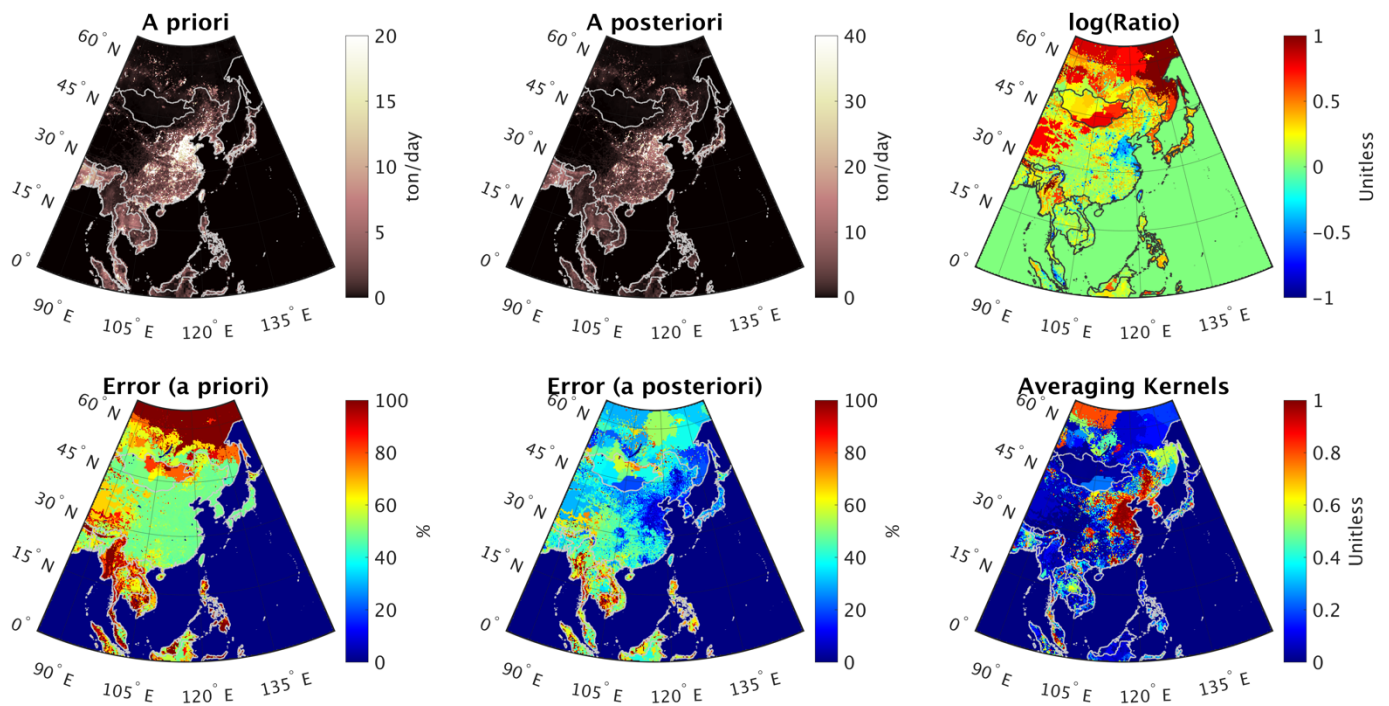 A priori
60° N
45° N
30° N
15° N
0°
90° E
105° E
120° E
135° E
20
15
10
5
0
ton/day
A posteriori
60° N
45° N
30° N
15° N
0°
90° E
105° E
120° E
135° E
40
30
20
10
0
ton/day
log(Ratio)
60° N
45° N
30° N
15° N
0°
90° E
105° E
120° E
135° E
1
0.5
0
−0.5
−1
Unitless
Error (a priori)
60° N
45° N
30° N
15° N
0°
90° E
105° E
120° E
135° E
100
80
60
40
20
0
%
Error (a posteriori)
60° N
45° N
30° N
15° N
0°
90° E
105° E
120° E
135° E
100
80
60
40
20
0
%
Averaging Kernels
60° N
45° N
30° N
15° N
0°
90° E
105° E
120° E
135° E
1
0.8
0.6
0.4
0.2
0
Unitless